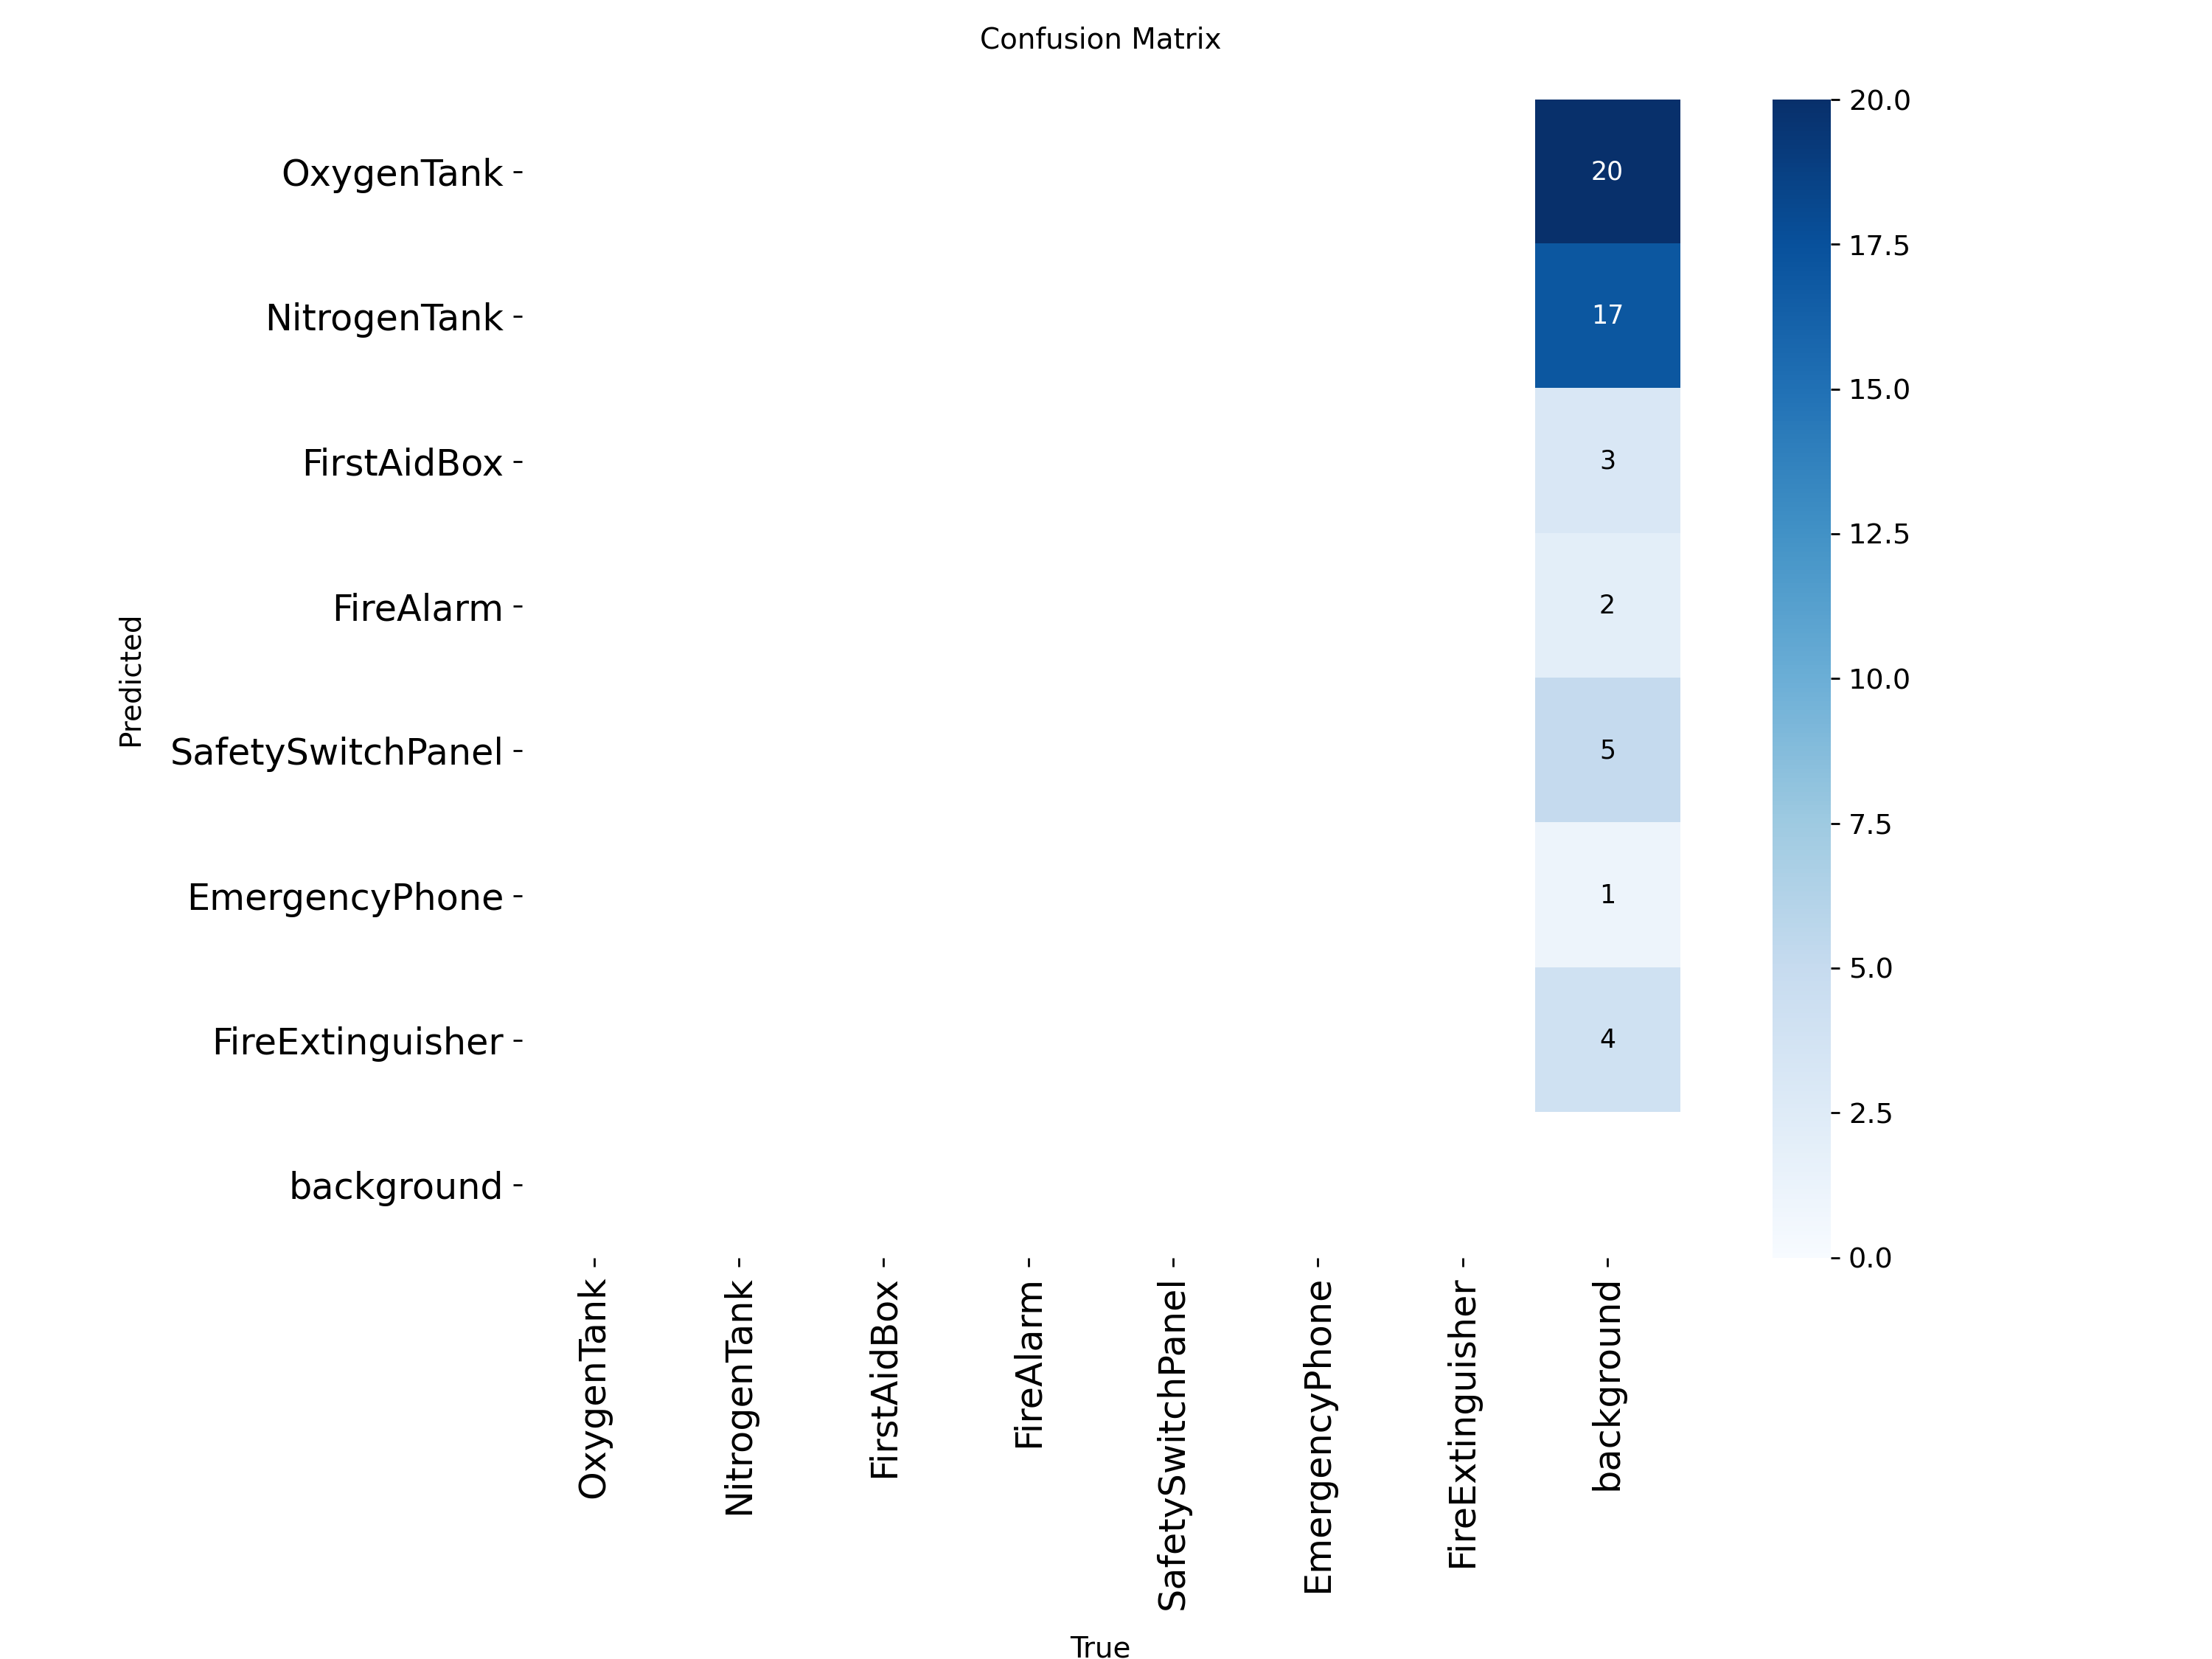 Confusion Matrix
Predicted
OxygenTank
NitrogenTank
FirstAidBox
FireAlarm
SafetySwitchPanel
EmergencyPhone
FireExtinguisher
background
20
17
3
2
5
1
4
20.0
17.5
15.0
12.5
10.0
7.5
5.0
2.5
0.0
OxygenTank
NitrogenTank
FirstAidBox
FireAlarm
SafetySwitchPanel
EmergencyPhone
FireExtinguisher
background
True